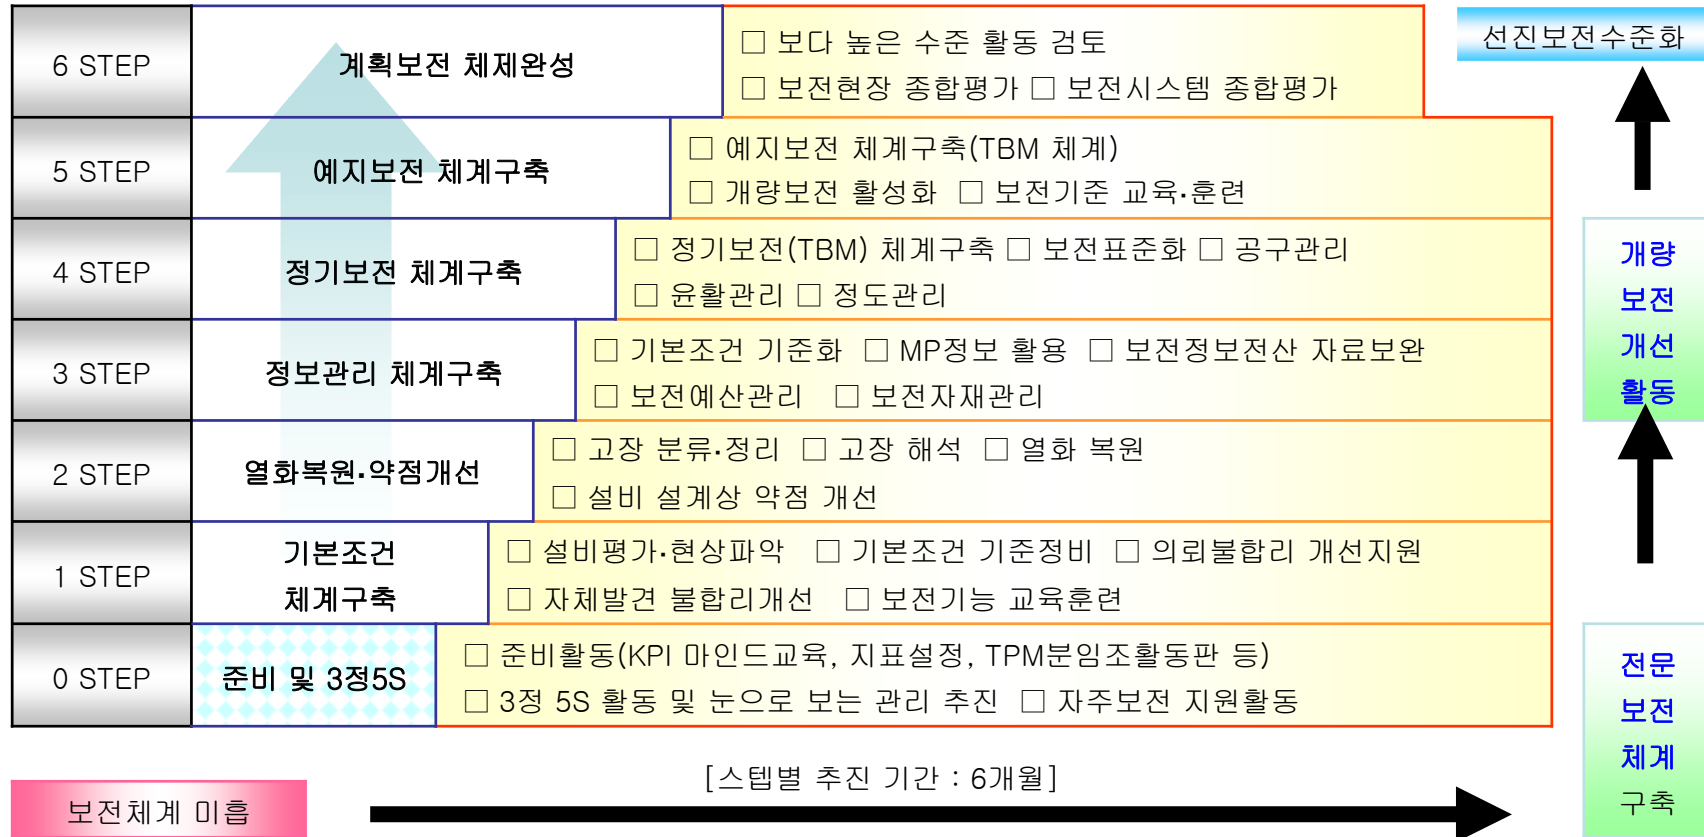 6 STEP
계획보전 체제완성
□ 보다 높은 수준 활동 검토
□ 보전현장 종합평가 □ 보전시스템 종합평가
선진보전수준화
5 STEP
예지보전 체계구축
□ 예지보전 체계구축(TBM 체계)
□ 개량보전 활성화 □ 보전기준 교육·훈련
4 STEP
정기보전 체계구축
□ 정기보전(TBM) 체계구축 □ 보전표준화 □ 공구관리
□ 윤활관리 □ 정도관리
개량
보전
개선
활동
3 STEP
정보관리 체계구축
□ 기본조건 기준화 □ MP정보 활용 □ 보전정보전산 자료보완
□ 보전예산관리 □ 보전자재관리
2 STEP
열화복원·약점개선
□ 고장 분류·정리 □ 고장 해석 □ 열화 복원
□ 설비 설계상 약점 개선
1 STEP
기본조건
체계구축
□ 설비평가·현상파악 □ 기본조건 기준정비 □ 의뢰불합리 개선지원
□ 자체발견 불합리개선 □ 보전기능 교육훈련
0 STEP
준비 및 3정5S
□ 준비활동(KPI 마인드교육, 지표설정, TPM분임조활동판 등)
□ 3정 5S 활동 및 눈으로 보는 관리 추진 □ 자주보전 지원활동
전문
보전
체계
구축
[스텝별 추진 기간 : 6개월]
보전체계 미흡